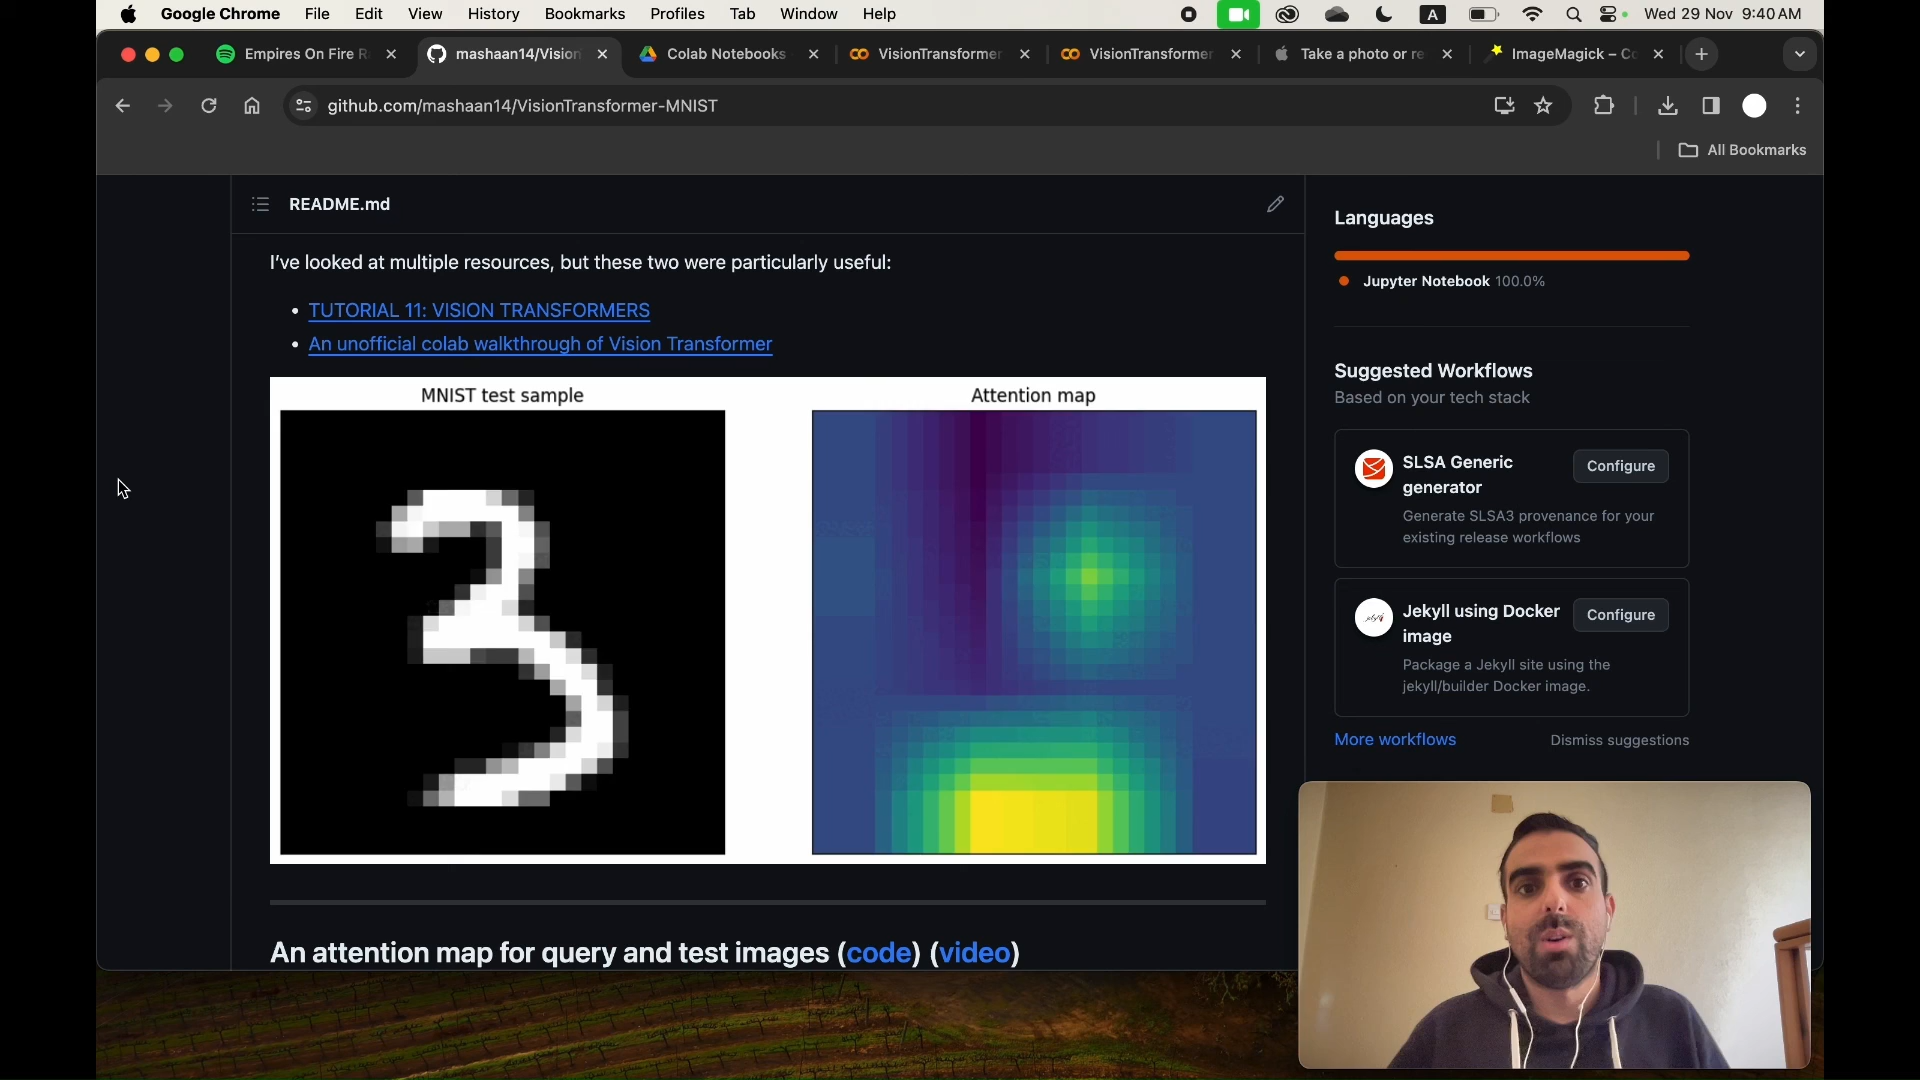 Google Chrome File Edit View History Bookmarks Profiles Tab Window Help A Wed 29 Nov 9:40 AM
Empires On Fire R
mashaan14/Vision
Colab Notebooks
VisionTransformer
VisionTransformer
Take a photo or re
ImageMagick – Co
github.com/mashaan14/VisionTransformer-MNIST
All Bookmarks
README.md
I've looked at multiple resources, but these two were particularly useful:
• TUTORIAL 11: VISION TRANSFORMERS
• An unofficial colab walkthrough of Vision Transformer
MNIST test sample
Attention map
An attention map for query and test images (code) (video)
Languages
Jupyter Notebook 100.0%
Suggested Workflows
Based on your tech stack
SLSA Generic
generator
Configure
Generate SLSA3 provenance for your
existing release workflows
Jekyll using Docker
image
Configure
Package a Jekyll site using the
jekyll/builder Docker image.
More workflows
Dismiss suggestions